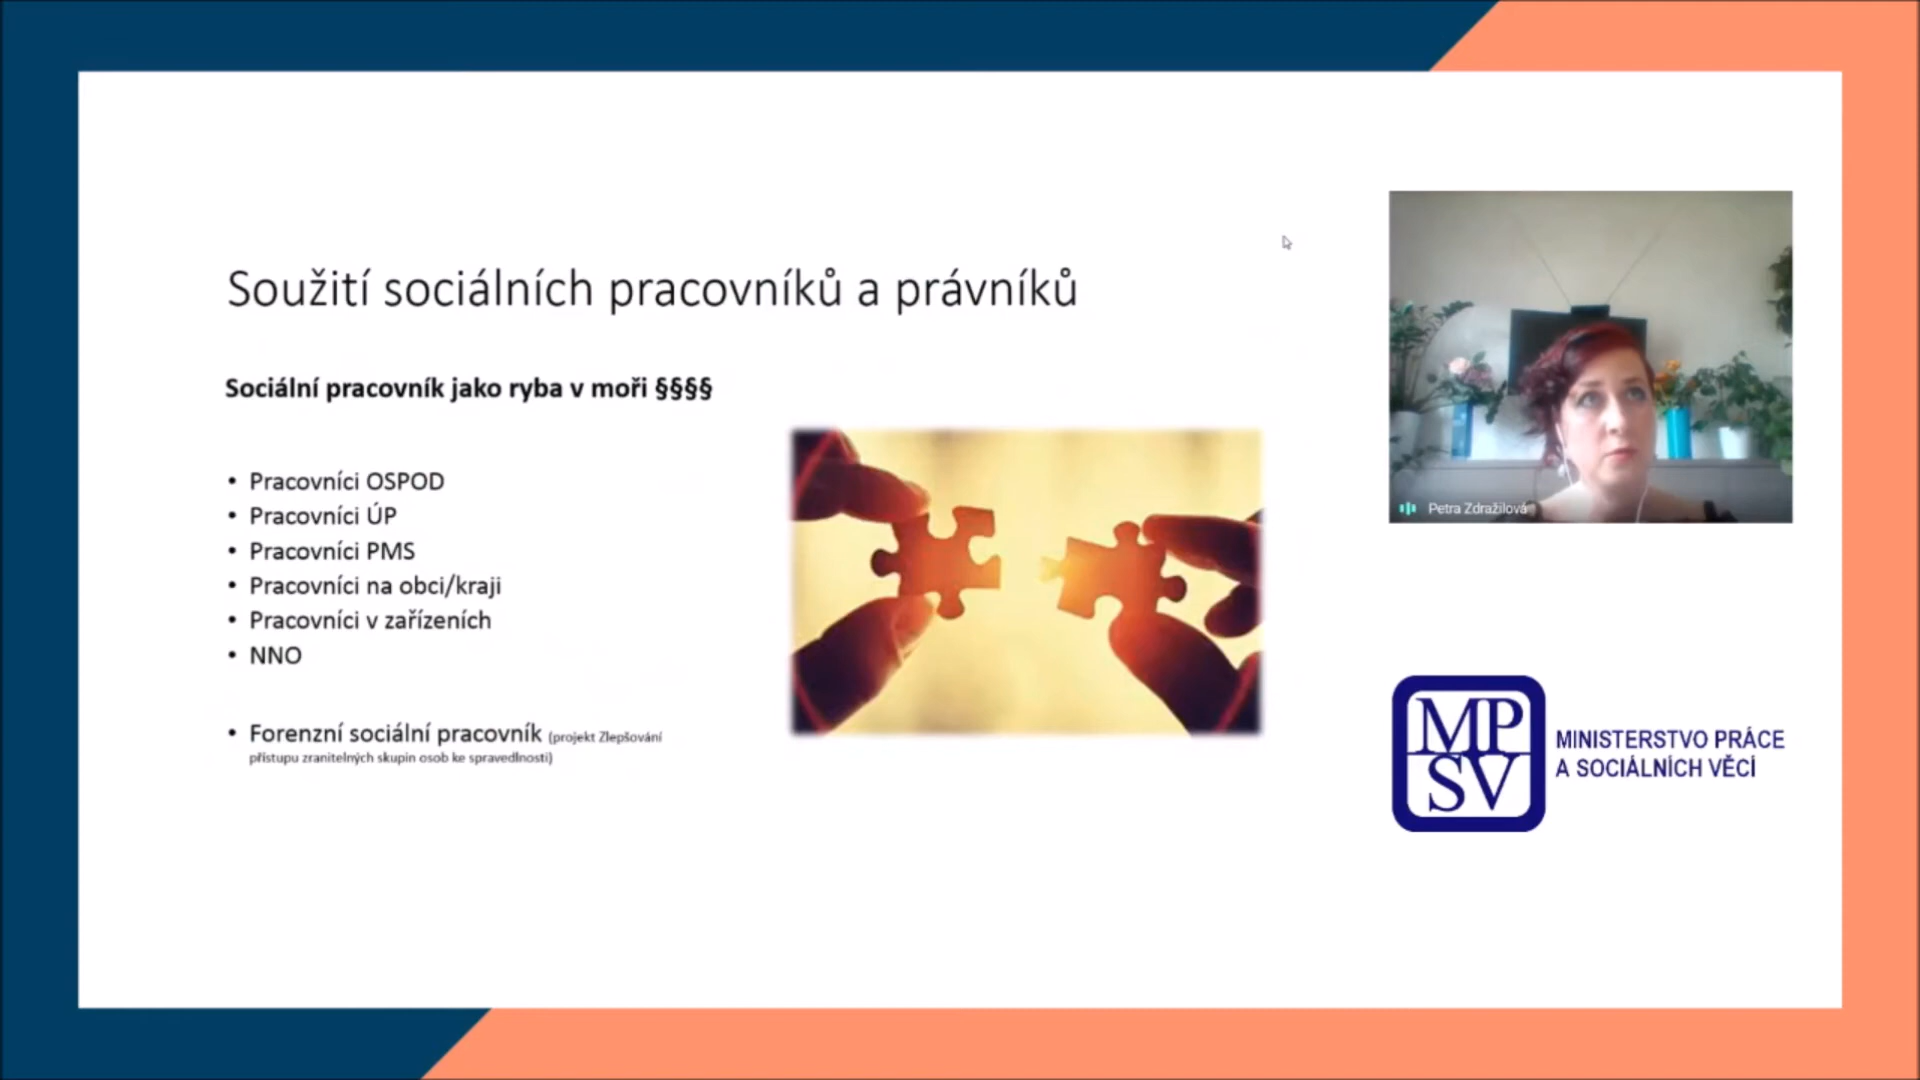 Soužití sociálních pracovníků a právníků
Sociální pracovník jako ryba v moři §§§§
• Pracovníci OSPOD
• Pracovníci ÚP
• Pracovníci PMS
• Pracovníci na obci/kraji
• Pracovníci v zařízeních
• NNO
• Forenzní sociální pracovník (projekt Zlepšování
přístupu zranitelných skupin osob ke spravedlnosti)
Petra Zdražilová
MP
SV
MINISTERSTVO PRÁCE
A SOCIÁLNÍCH VĚCÍ